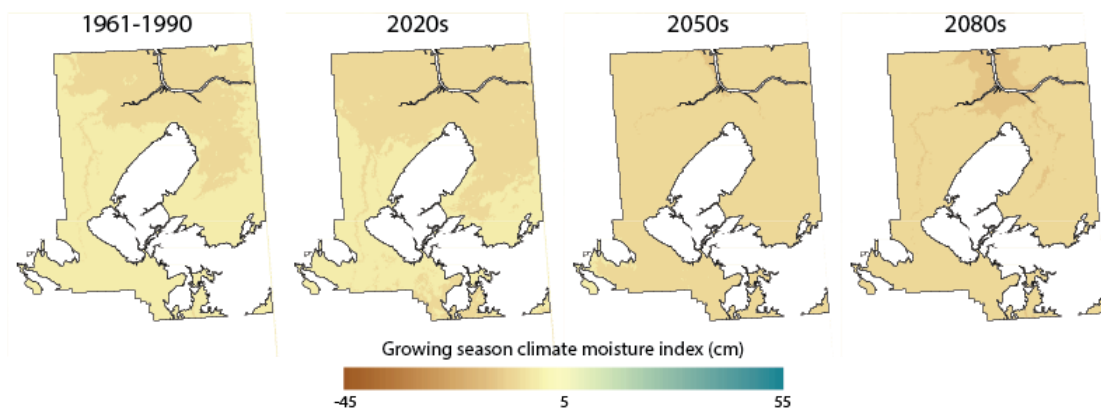 1961-1990
2020s
2050s
2080s
Growing season climate moisture index (cm)
-45
5
55